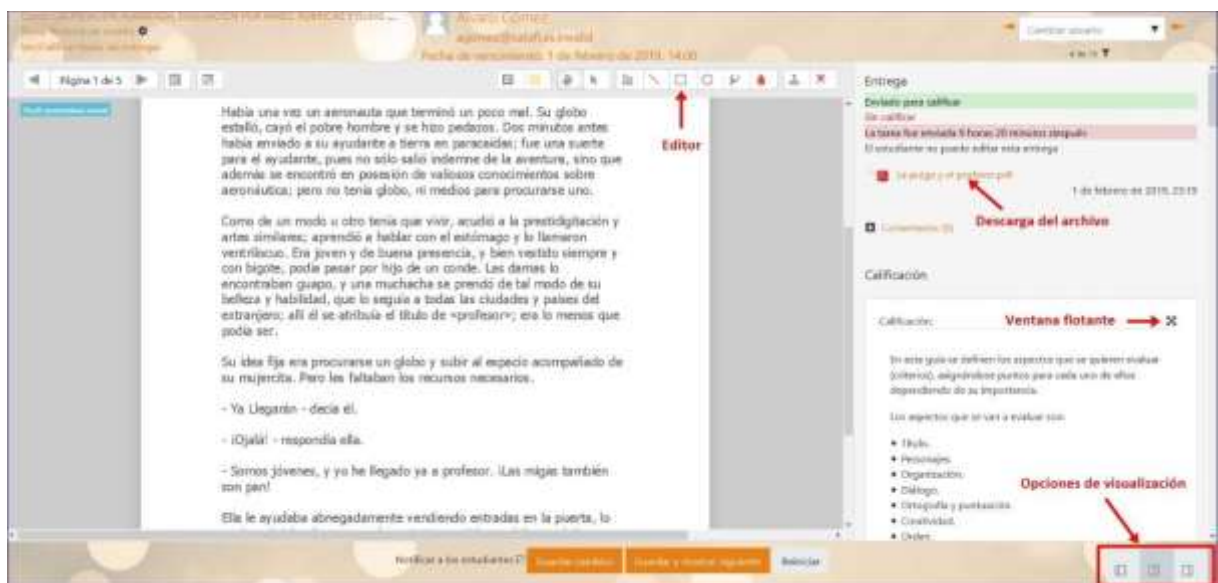 Álvaro Gómez
Fecha de vencimiento: 1 de febrero de 2019, 14:00
Cambiar usuario
Página 1 de 5
Editor
Había una vez un aeronauta que terminó un poco mal. Su globo
estalló, cayó el pobre hombre y se hizo pedazos. Dos minutos antes
había enviado a su ayudante a tierra en paracaídas; fue una suerte
para el ayudante, pues no sólo salió indemne de la aventura, sino que
además se encontró en posesión de valiosos conocimientos sobre
aeronáutica; pero no tenía globo, ni medios para procurarse uno.
Como de un modo u otro tenía que vivir, acudió a la prestidigitación y
artes similares; aprendió a hablar con el estómago y lo llamaron
ventrílocuo. Era joven y de buena presencia, y bien vestido siempre y
con bigote, podía pasar por hijo de un conde. Las damas lo
encontraban guapo, y una muchacha se prendó de tal modo de su
belleza y habilidad, que lo seguía a todas las ciudades y países del
extranjero; allí él se atribuía el título de «profesor»; era lo menos que
podía ser.
Su idea fija era procurarse un globo y subir al espacio acompañado de
su mujercita. Pero les faltaban los recursos necesarios.
- Ya Llegarán - decía él.
- ¡Ojalá! - respondía ella.
- Somos jóvenes, y yo he llegado ya a profesor. ¡Las migas también
son pan!
Ella le ayudaba abnegadamente vendiendo entradas en la puerta, lo
Entrega
Enviado para calificar
Sin calificar
La tarea fue enviada 9 horas 20 minutos después
El estudiante no puede editar esta entrega
La pulga y el profesor.pdf
1 de febrero de 2019, 23:19
Descarga del archivo
Comentarios (0)
Calificación
Calificación:
Ventana flotante
En esta guía se definen los aspectos que se quieren evaluar
(criterios), asignándose puntos para cada uno de ellos
dependiendo de su importancia.
Los aspectos que se van a evaluar son:
Título.
Personajes.
Organización.
Diálogo.
Ortografía y puntuación.
Creatividad.
Orden.
Opciones de visualización
Notificar a los estudiantes
Guardar cambios
Guardar y mostrar siguiente
Reiniciar